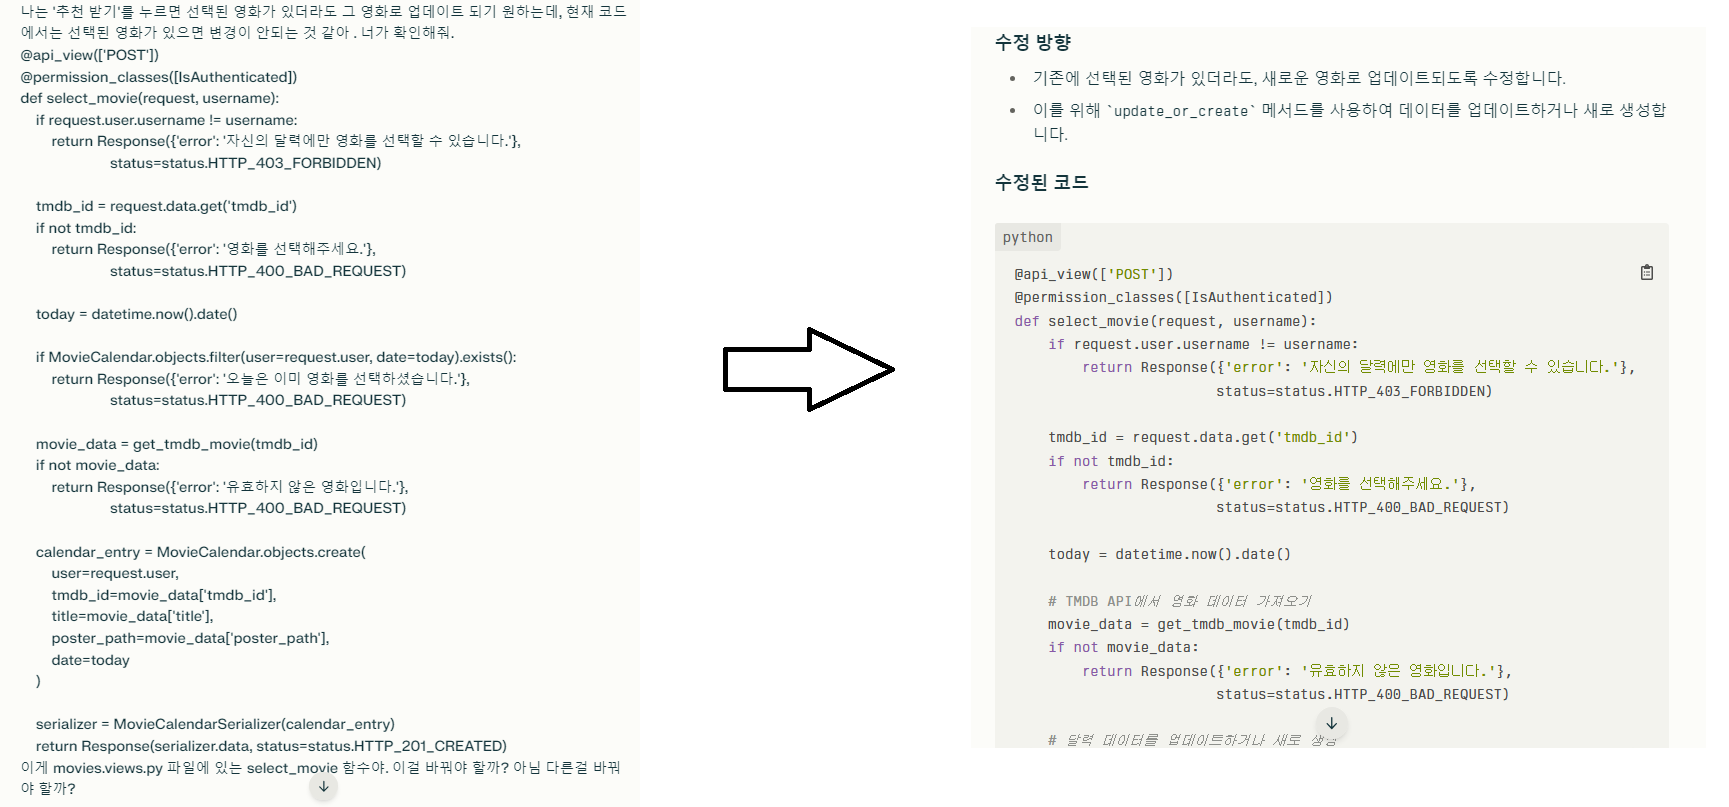 나는 '추천 받기'를 누르면 선택된 영화가 있더라도 그 영화로 업데이트 되기 원하는데, 현재 코드
에서는 선택된 영화가 있으면 변경이 안되는 것 같아 . 너가 확인해줘.
@api_view(['POST'])
@permission_classes([IsAuthenticated])
def select_movie(request, username):
    if request.user.username != username:
        return Response({'error': '자신의 달력에만 영화를 선택할 수 있습니다.'},
                        status=status.HTTP_403_FORBIDDEN)

    tmdb_id = request.data.get('tmdb_id')
    if not tmdb_id:
        return Response({'error': '영화를 선택해주세요.'},
                        status=status.HTTP_400_BAD_REQUEST)

    today = datetime.now().date()

    if MovieCalendar.objects.filter(user=request.user, date=today).exists():
        return Response({'error': '오늘은 이미 영화를 선택하셨습니다.'},
                        status=status.HTTP_400_BAD_REQUEST)

    movie_data = get_tmdb_movie(tmdb_id)
    if not movie_data:
        return Response({'error': '유효하지 않은 영화입니다.'},
                        status=status.HTTP_400_BAD_REQUEST)

    calendar_entry = MovieCalendar.objects.create(
        user=request.user,
        tmdb_id=movie_data['tmdb_id'],
        title=movie_data['title'],
        poster_path=movie_data['poster_path'],
        date=today
    )

    serializer = MovieCalendarSerializer(calendar_entry)
    return Response(serializer.data, status=status.HTTP_201_CREATED)
이게 movies.views.py 파일에 있는 select_movie 함수야. 이걸 바꿔야 할까? 아님 다른걸 바꿔
야 할까?
수정 방향
• 기존에 선택된 영화가 있더라도, 새로운 영화로 업데이트되도록 수정합니다.
• 이를 위해 `update_or_create` 메서드를 사용하여 데이터를 업데이트하거나 새로 생성합
니다.
수정된 코드
python
@api_view(['POST'])
@permission_classes([IsAuthenticated])
def select_movie(request, username):
    if request.user.username != username:
        return Response({'error': '자신의 달력에만 영화를 선택할 수 있습니다.'},
                        status=status.HTTP_403_FORBIDDEN)

    tmdb_id = request.data.get('tmdb_id')
    if not tmdb_id:
        return Response({'error': '영화를 선택해주세요.'},
                        status=status.HTTP_400_BAD_REQUEST)

    today = datetime.now().date()

    # TMDB API에서 영화 데이터 가져오기
    movie_data = get_tmdb_movie(tmdb_id)
    if not movie_data:
        return Response({'error': '유효하지 않은 영화입니다.'},
                        status=status.HTTP_400_BAD_REQUEST)

    # 달력 데이터를 업데이트하거나 새로 생성